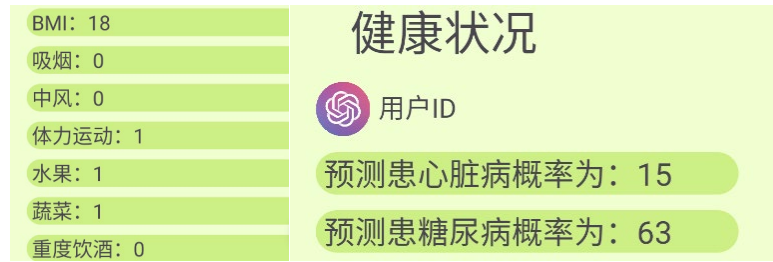 BMI：18
吸烟：0
中风：0
体力运动：1
水果：1
蔬菜：1
重度饮酒：0
健康状况
用户ID
预测患心脏病概率为：15
预测患糖尿病概率为：63